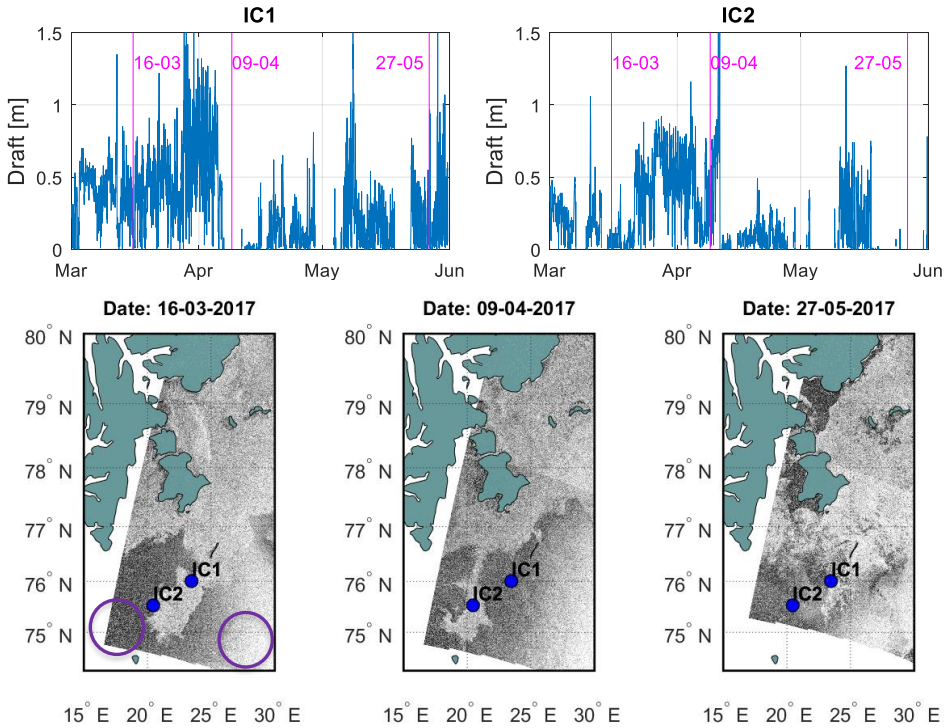 IC1 IC2
1.5 1.5
16-03 09-04 27-05 16-03 09-04 27-05
1 1
Draft [m] Draft [m]
0.5 0.5
0 0
Mar Apr May Jun Mar Apr May Jun
Date: 16-03-2017 Date: 09-04-2017 Date: 27-05-2017
80° N 80° N 80° N
79° N 79° N 79° N
78° N 78° N 78° N
77° N 77° N 77° N
IC1 IC1 IC1
76° N 76° N 76° N
IC2 IC2 IC2
75° N 75° N 75° N
15° E 20° E 25° E 30° E 15° E 20° E 25° E 30° E 15° E 20° E 25° E 30° E